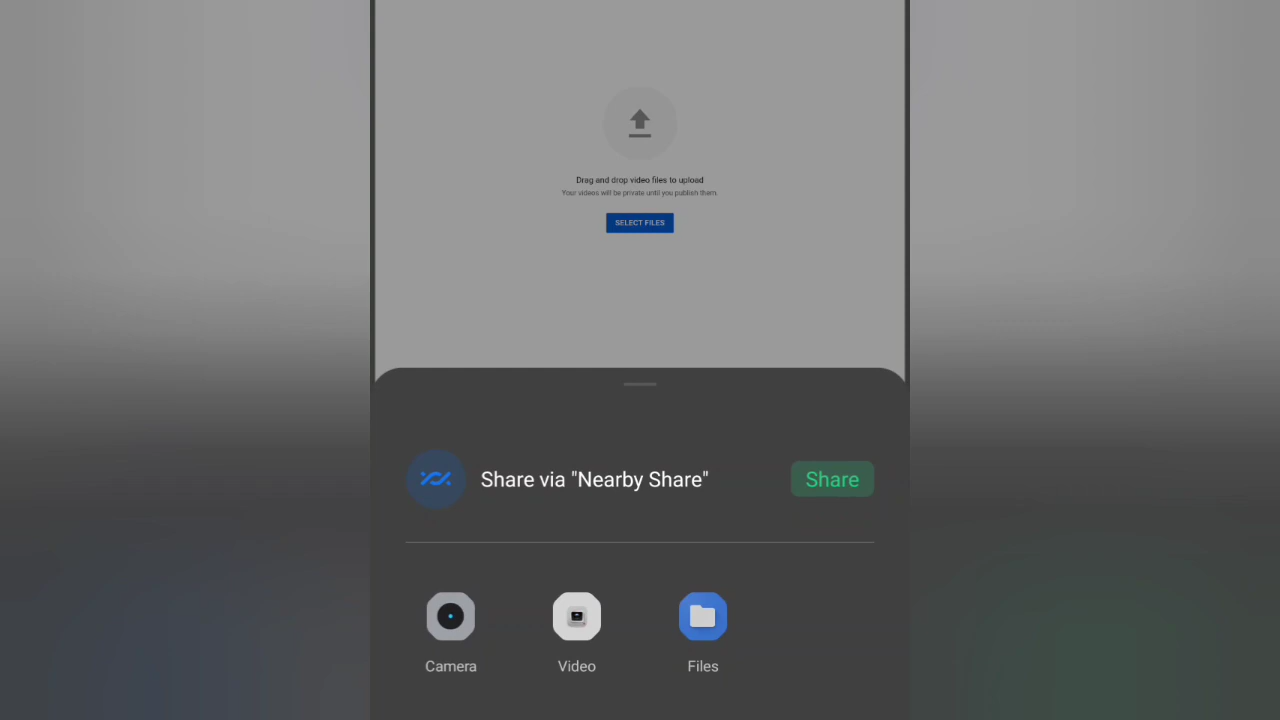 Drag and drop video files to upload
Your videos will be private until you publish them.
SELECT FILES
Share via "Nearby Share"
Share
Camera
Video
Files